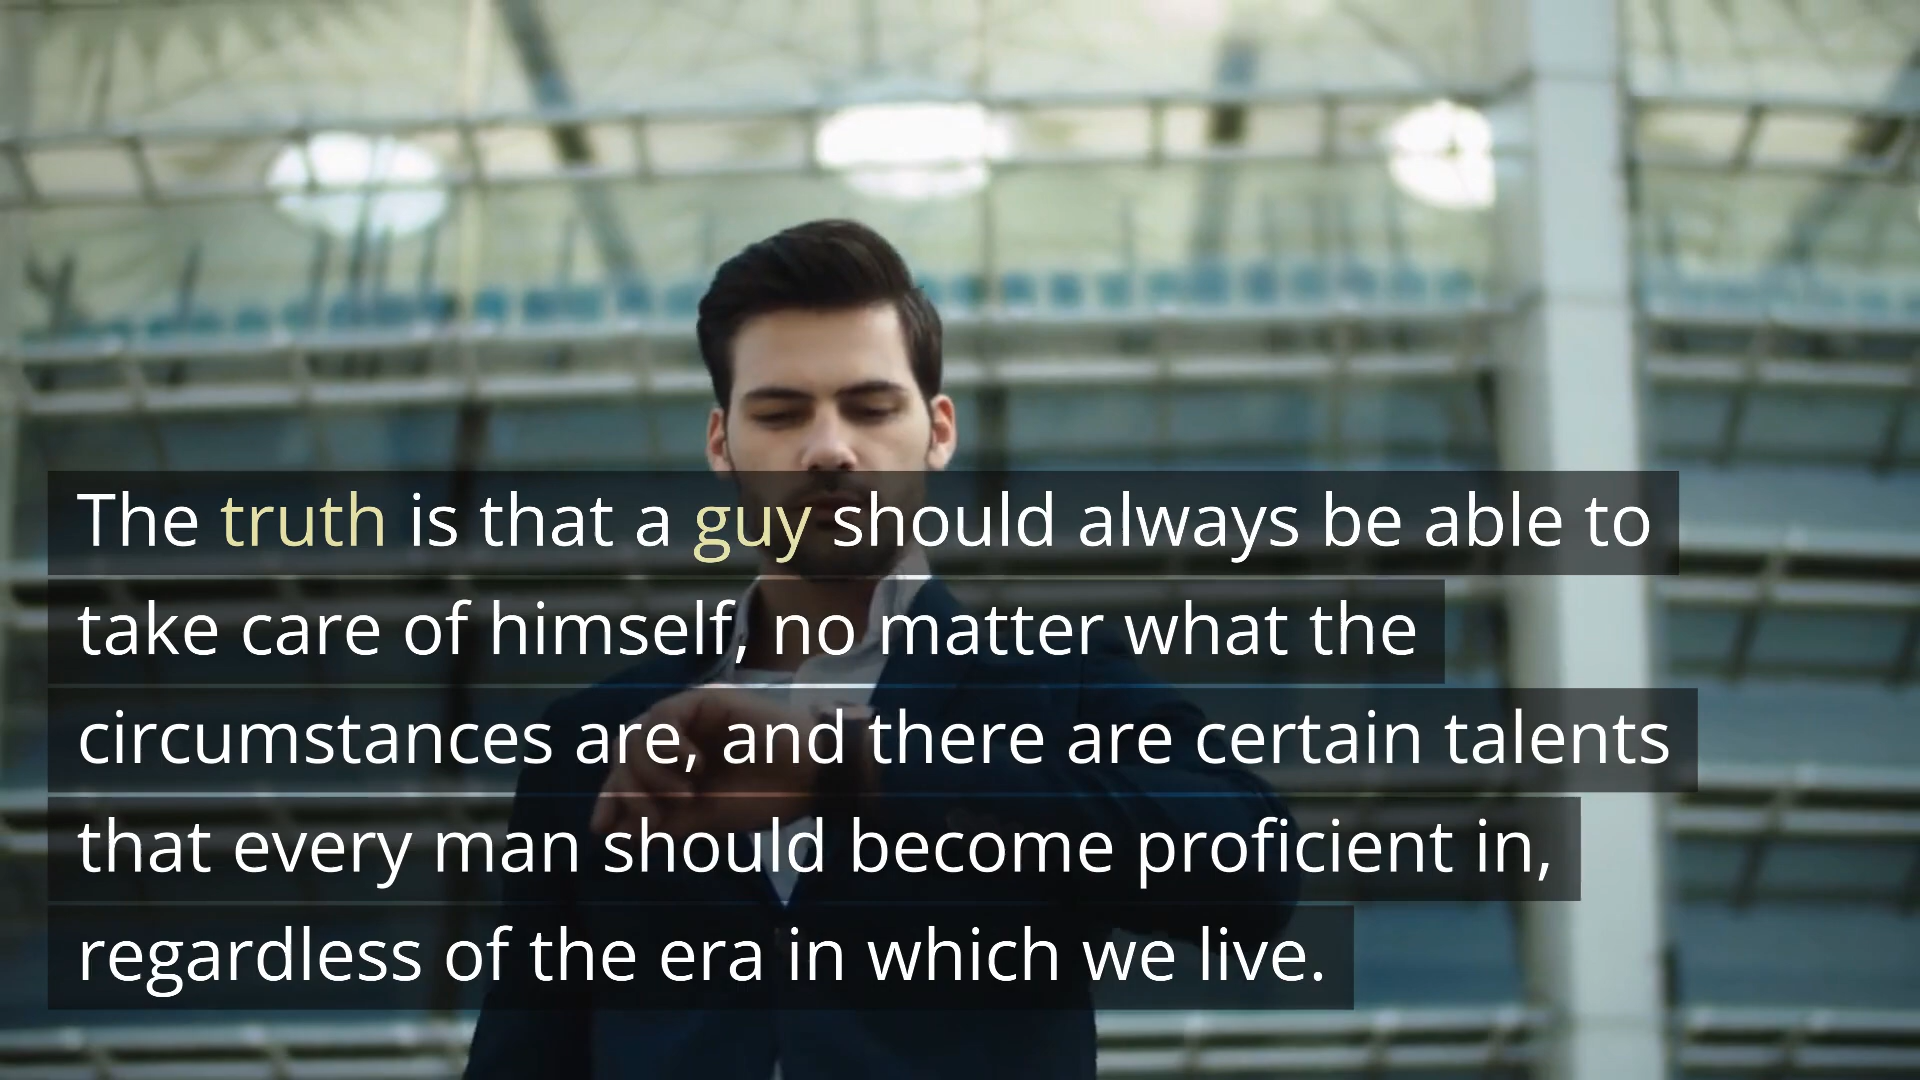 The truth is that a guy should always be able to
take care of himself, no matter what the
circumstances are, and there are certain talents
that every man should become proficient in,
regardless of the era in which we live.